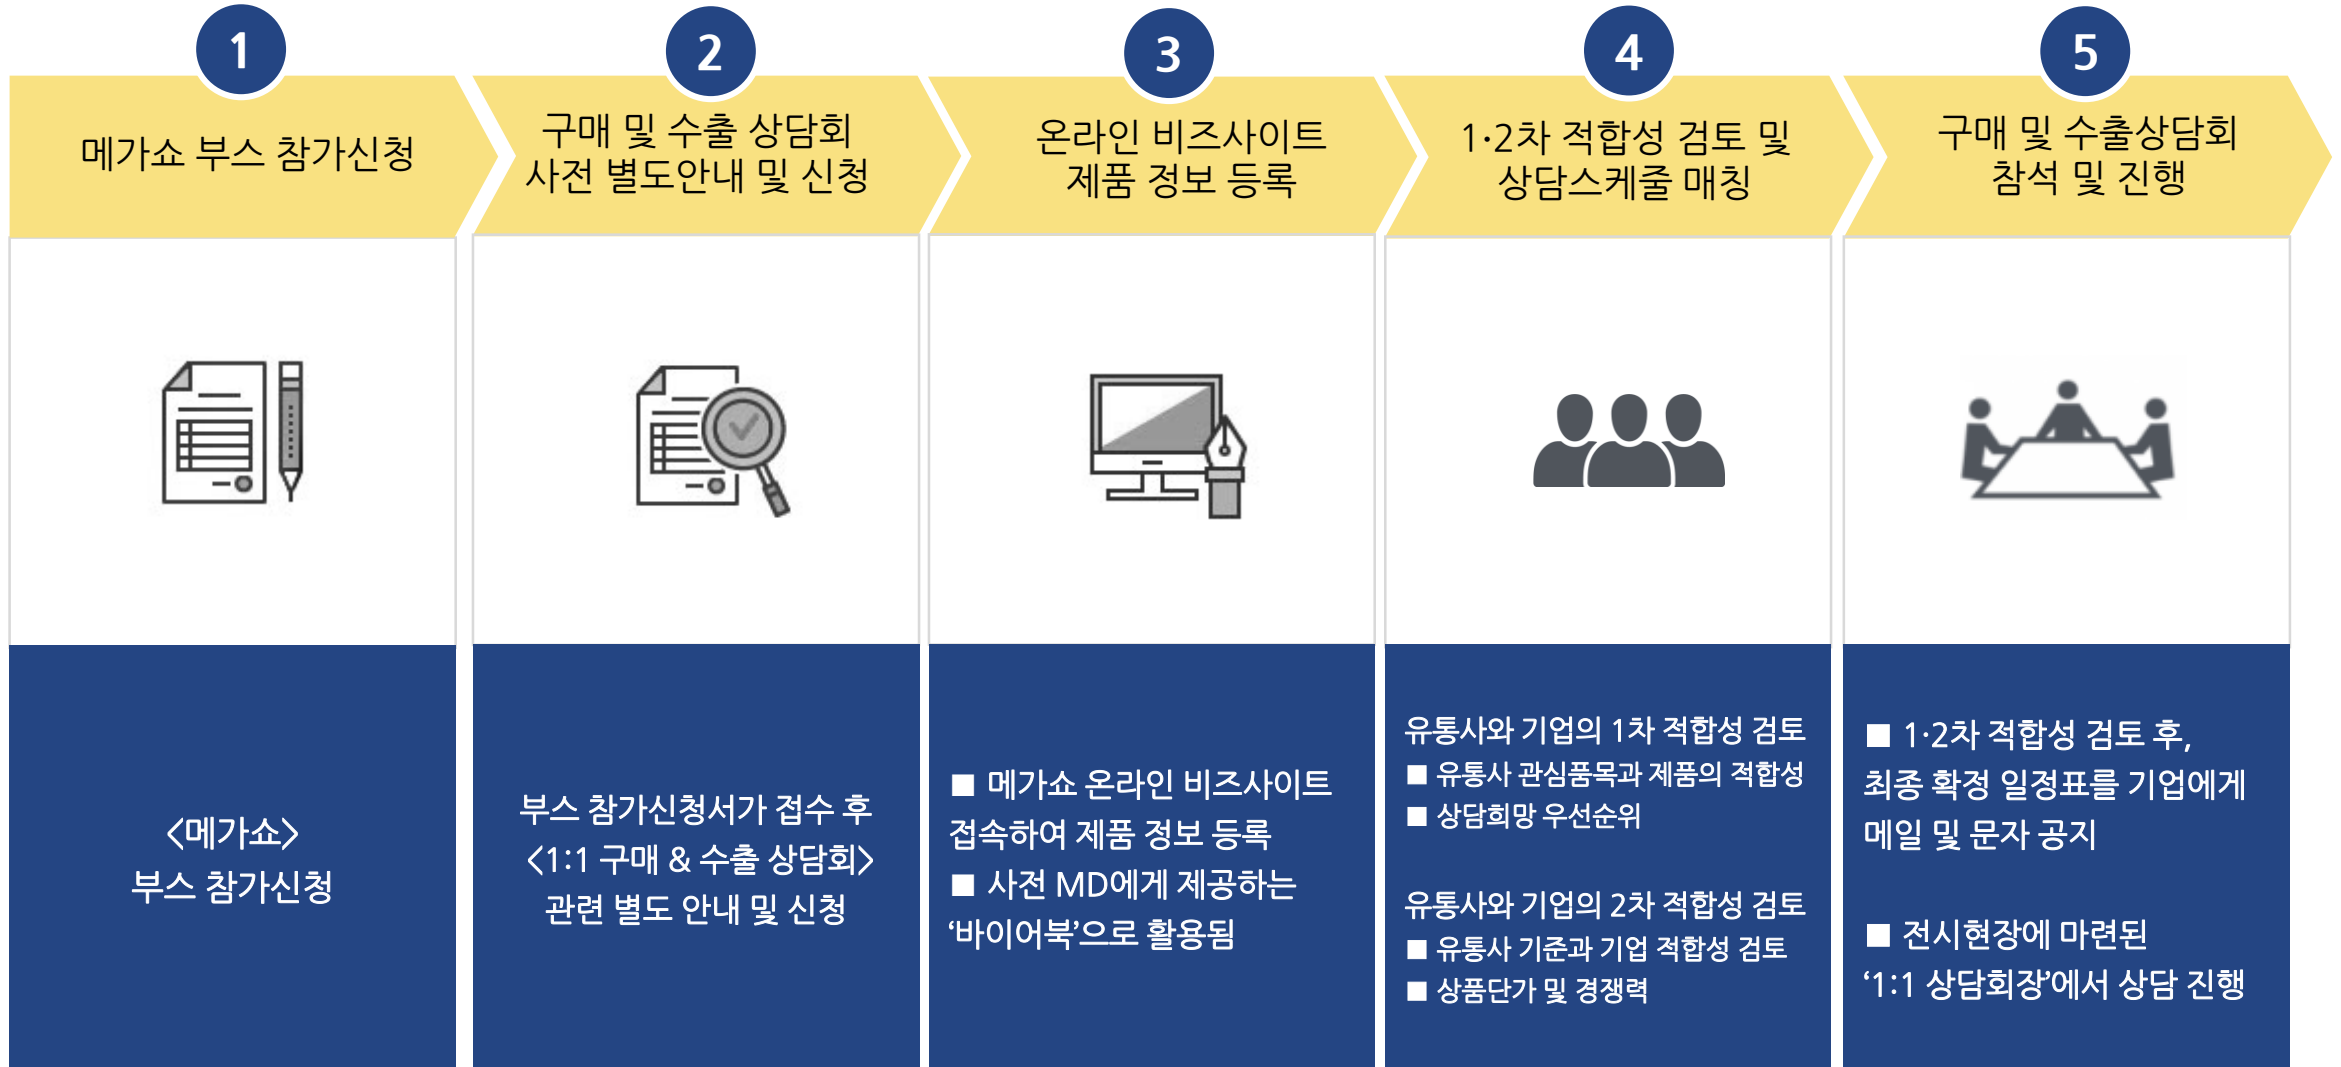 1
메가쇼 부스 참가신청
<메가쇼>
부스 참가신청
2
구매 및 수출 상담회
사전 별도안내 및 신청
부스 참가신청서가 접수 후
<1:1 구매 & 수출 상담회>
관련 별도 안내 및 신청
3
온라인 비즈사이트
제품 정보 등록
■ 메가쇼 온라인 비즈사이트
접속하여 제품 정보 등록
■ 사전 MD에게 제공하는
‘바이어북’으로 활용됨
4
1·2차 적합성 검토 및
상담스케줄 매칭
유통사와 기업의 1차 적합성 검토
■ 유통사 관심품목과 제품의 적합성
■ 상담희망 우선순위
유통사와 기업의 2차 적합성 검토
■ 유통사 기준과 기업 적합성 검토
■ 상품단가 및 경쟁력
5
구매 및 수출상담회
참석 및 진행
■ 1·2차 적합성 검토 후,
최종 확정 일정표를 기업에게
메일 및 문자 공지
■ 전시현장에 마련된
‘1:1 상담회장’에서 상담 진행